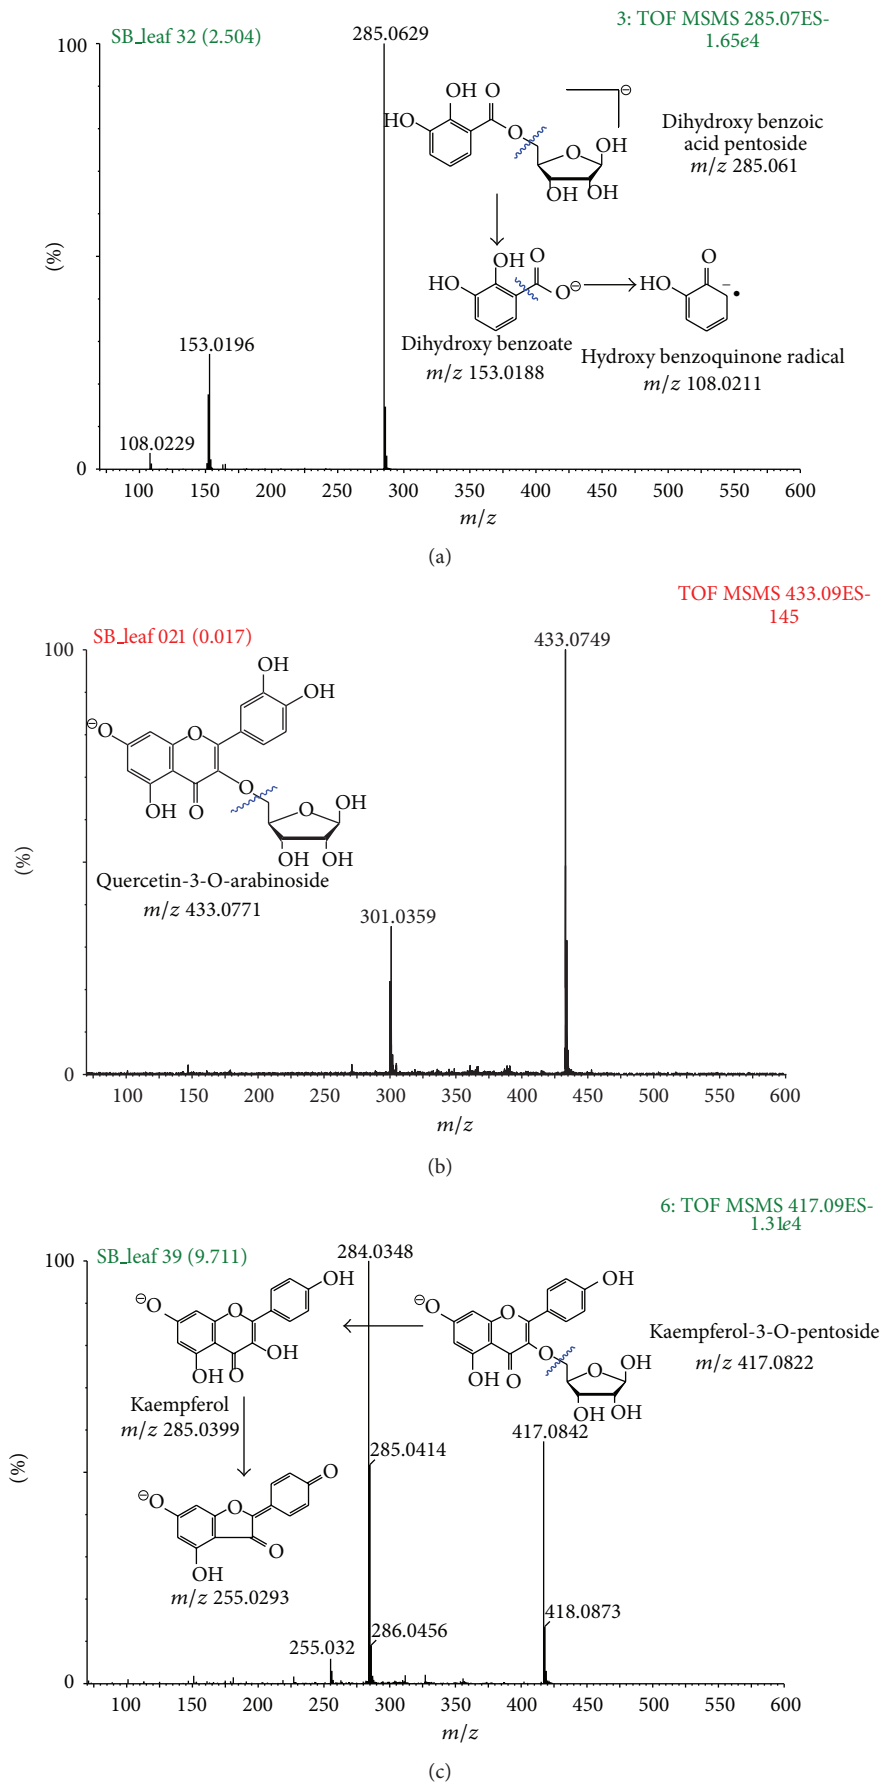 SB_leaf 32 (2.504)
3: TOF MSMS 285.07ES-
1.65e4
100
285.0629
OH
O
⊖
HO
O
O
OH
OH
OH
Dihydroxy benzoic
acid pentoside
m/z 285.061
(%)
OH
O
HO
O⊖
O
HO
−
•
153.0196
Dihydroxy benzoate
m/z 153.0188
Hydroxy benzoquinone radical
m/z 108.0211
108.0229
0
100 150 200 250 300 350 400 450 500 550 600
m/z
(a)
TOF MSMS 433.09ES-
145
SB_leaf 021 (0.017)
100
433.0749
OH
OH
⊖O
O
O
OH
O
O
OH
OH
OH
Quercetin-3-O-arabinoside
m/z 433.0771
(%)
301.0359
0
100 150 200 250 300 350 400 450 500 550 600
m/z
(b)
6: TOF MSMS 417.09ES-
1.31e4
SB_leaf 39 (9.711)
100
284.0348
OH
⊖O
O
OH
OH
O
Kaempferol
m/z 285.0399
OH
⊖O
O
O
OH
O
O
OH
OH
OH
Kaempferol-3-O-pentoside
m/z 417.0822
417.0842
285.0414
(%)
⊖O
O
O
O
OH
m/z 255.0293
418.0873
286.0456
255.032
0
100 150 200 250 300 350 400 450 500 550 600
m/z
(c)